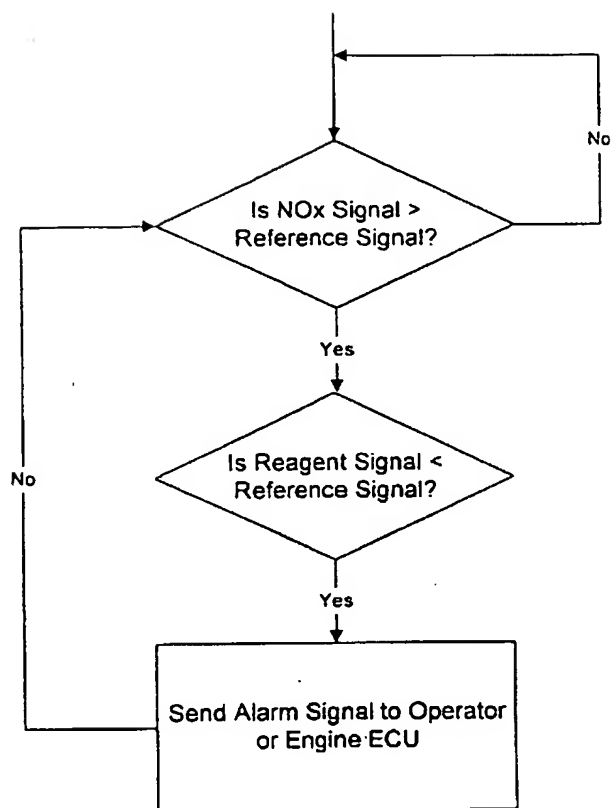 No
Is NOx Signal >
Reference Signal?
Yes
Is Reagent Signal <
Reference Signal?
No
Yes
Send Alarm Signal to Operator
or Engine ECU